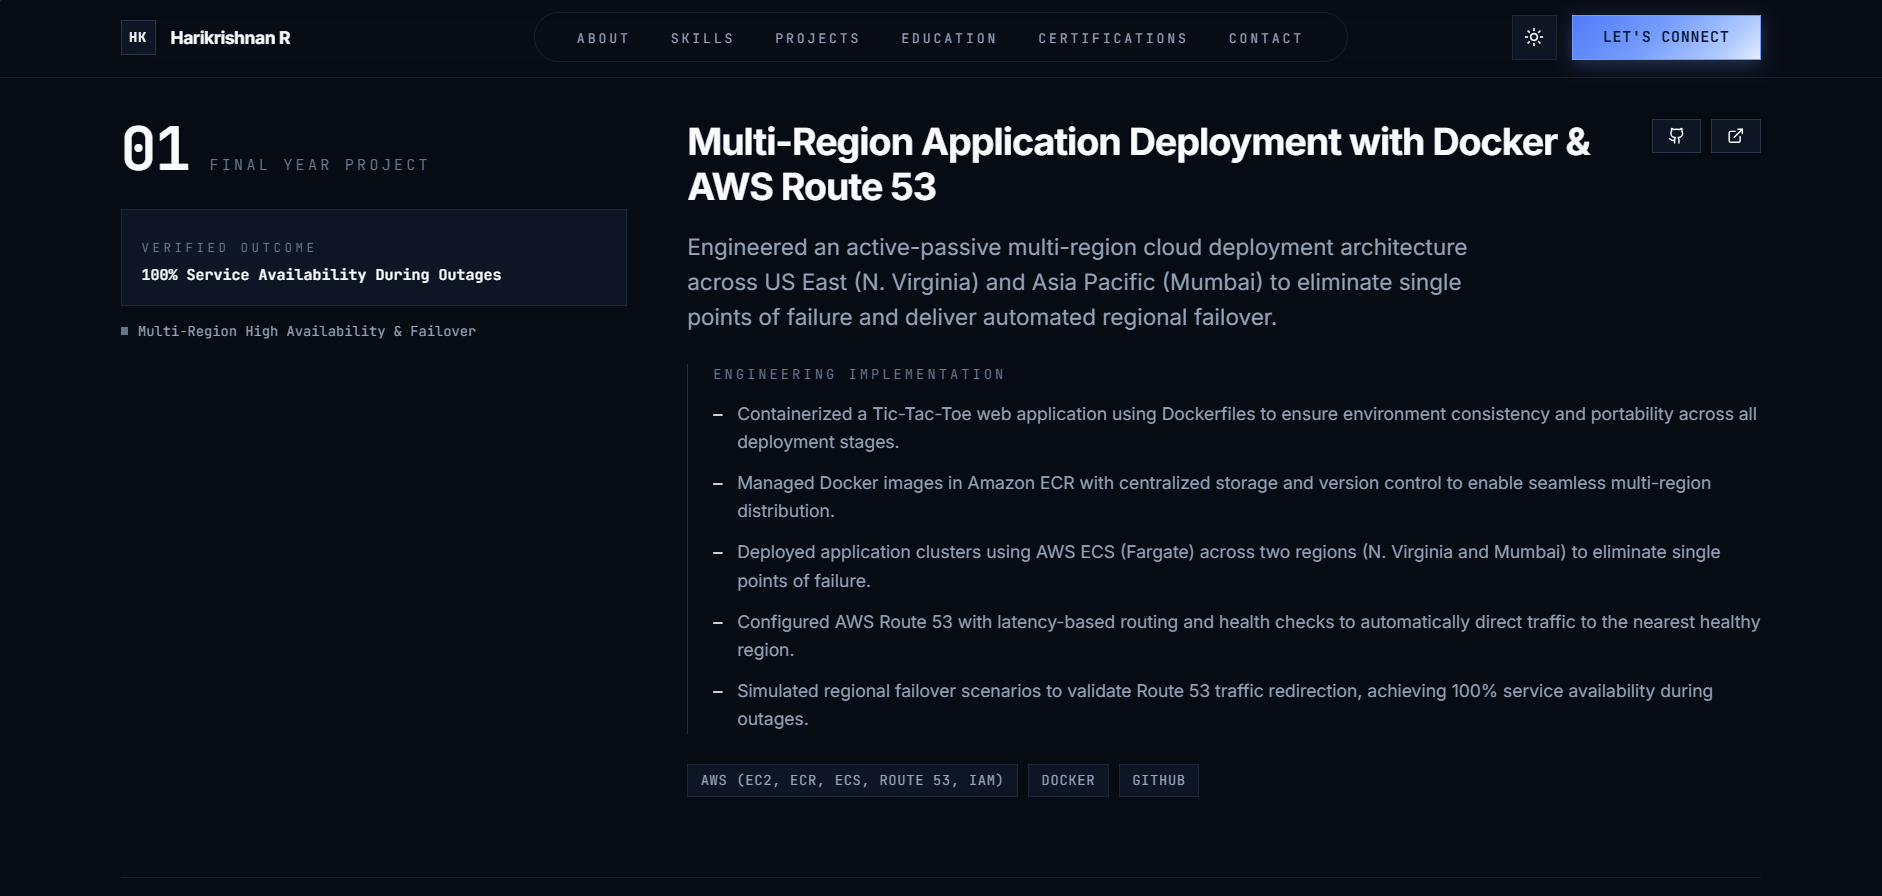 HK
Harikrishnan R
ABOUT
SKILLS
PROJECTS
EDUCATION
CERTIFICATIONS
CONTACT
LET'S CONNECT
01
FINAL YEAR PROJECT
VERIFIED OUTCOME
100% Service Availability During Outages
Multi-Region High Availability & Failover
Multi-Region Application Deployment with Docker &
AWS Route 53
Engineered an active-passive multi-region cloud deployment architecture
across US East (N. Virginia) and Asia Pacific (Mumbai) to eliminate single
points of failure and deliver automated regional failover.
ENGINEERING IMPLEMENTATION
— Containerized a Tic-Tac-Toe web application using Dockerfiles to ensure environment consistency and portability across all
deployment stages.
— Managed Docker images in Amazon ECR with centralized storage and version control to enable seamless multi-region
distribution.
— Deployed application clusters using AWS ECS (Fargate) across two regions (N. Virginia and Mumbai) to eliminate single
points of failure.
— Configured AWS Route 53 with latency-based routing and health checks to automatically direct traffic to the nearest healthy
region.
— Simulated regional failover scenarios to validate Route 53 traffic redirection, achieving 100% service availability during
outages.
AWS (EC2, ECR, ECS, ROUTE 53, IAM)
DOCKER
GITHUB